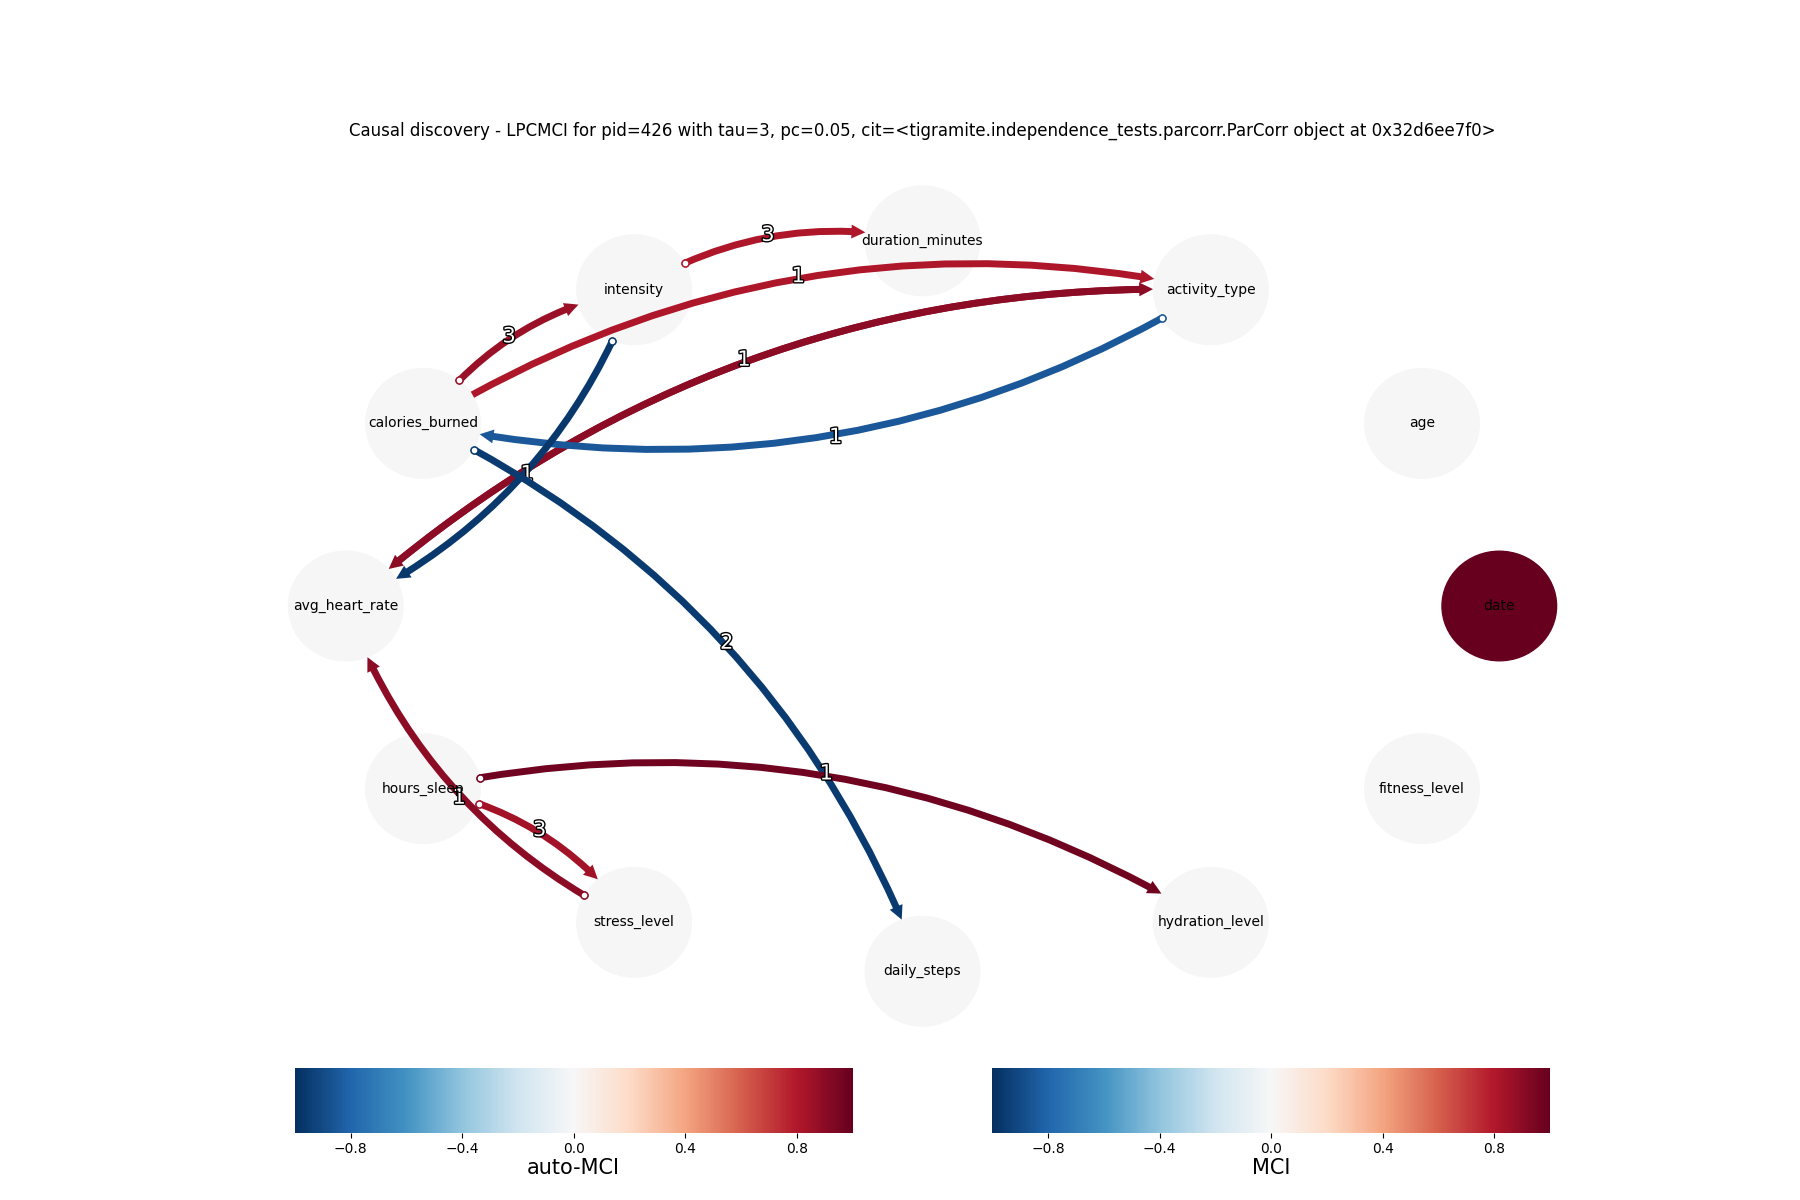 Causal discovery - LPCMCI for pid=426 with tau=3, pc=0.05, cit=<tigramite.independence_tests.parcorr.ParCorr object at 0x32d6ee7f0>
3
duration_minutes
1
intensity
activity_type
3
1
calories_burned
1
age
1
avg_heart_rate
date
2
1
hours_sleep
1
fitness_level
3
stress_level
hydration_level
daily_steps
−0.8 −0.4 0.0 0.4 0.8
auto-MCI
−0.8 −0.4 0.0 0.4 0.8
MCI